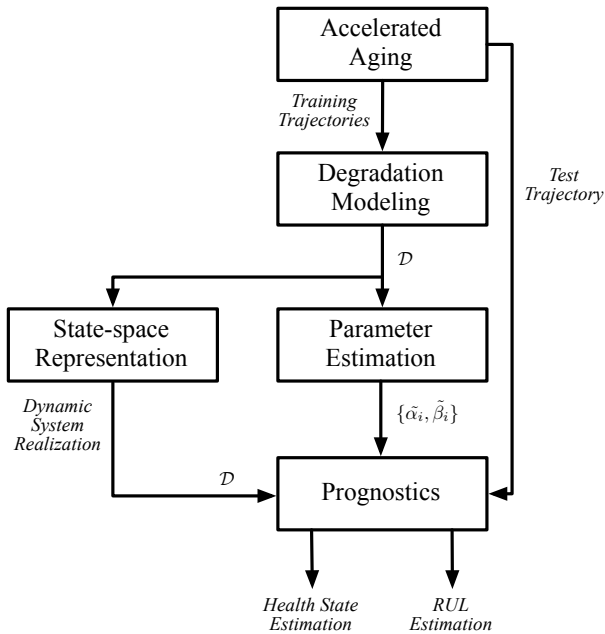 Accelerated
Aging
Training
Trajectories
Test
Trajectory
Degradation
Modeling
𝒟
State-space
Representation
Parameter
Estimation
Dynamic
System
Realization
{α̃ᵢ, β̃ᵢ}
𝒟
Prognostics
Health State
Estimation
RUL
Estimation